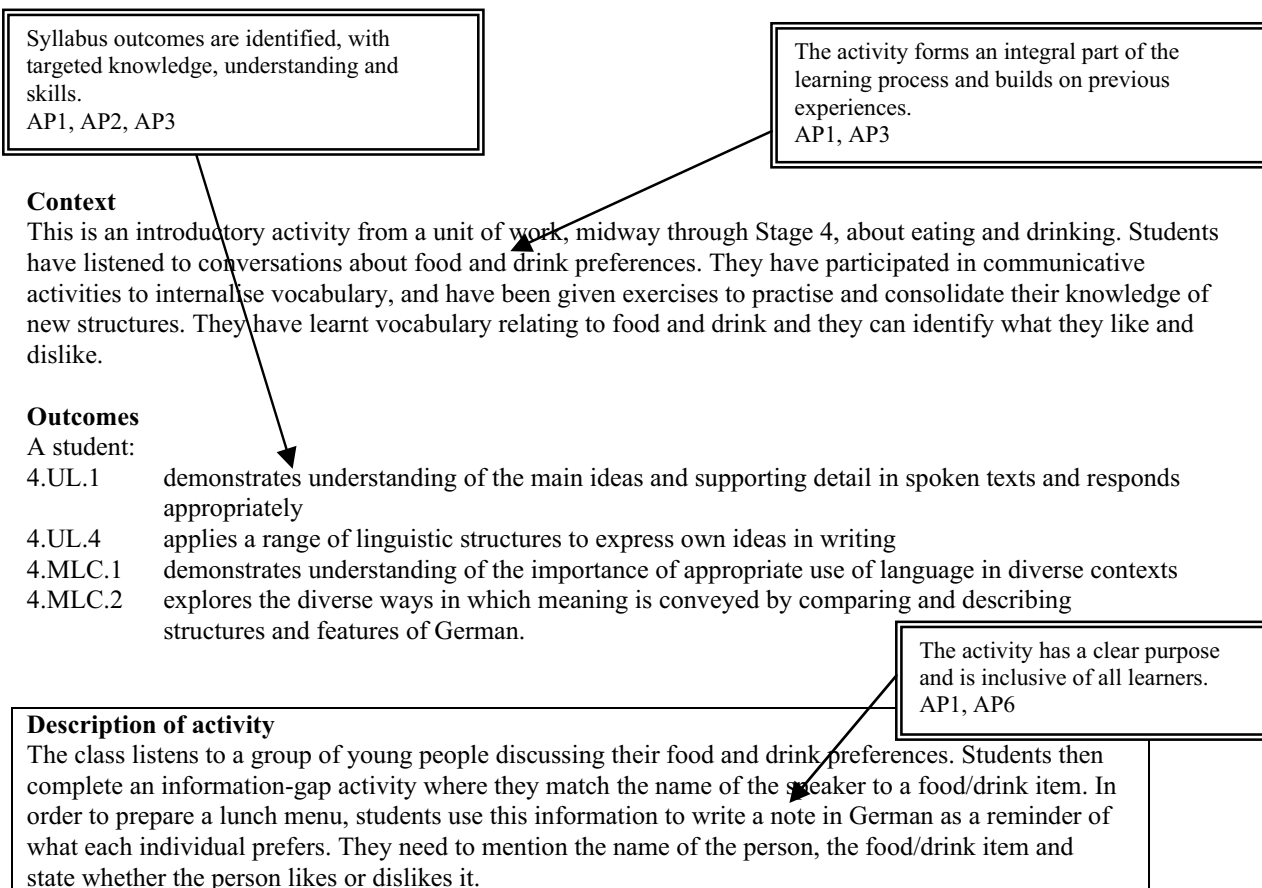 Syllabus outcomes are identified, with
targeted knowledge, understanding and
skills.
AP1, AP2, AP3
The activity forms an integral part of the
learning process and builds on previous
experiences.
AP1, AP3
Context
This is an introductory activity from a unit of work, midway through Stage 4, about eating and drinking. Students
have listened to conversations about food and drink preferences. They have participated in communicative
activities to internalise vocabulary, and have been given exercises to practise and consolidate their knowledge of
new structures. They have learnt vocabulary relating to food and drink and they can identify what they like and
dislike.
Outcomes
A student:
4.UL.1 demonstrates understanding of the main ideas and supporting detail in spoken texts and responds
appropriately
4.UL.4 applies a range of linguistic structures to express own ideas in writing
4.MLC.1 demonstrates understanding of the importance of appropriate use of language in diverse contexts
4.MLC.2 explores the diverse ways in which meaning is conveyed by comparing and describing
structures and features of German.
The activity has a clear purpose
and is inclusive of all learners.
AP1, AP6
Description of activity
The class listens to a group of young people discussing their food and drink preferences. Students then
complete an information-gap activity where they match the name of the speaker to a food/drink item. In
order to prepare a lunch menu, students use this information to write a note in German as a reminder of
what each individual prefers. They need to mention the name of the person, the food/drink item and
state whether the person likes or dislikes it.